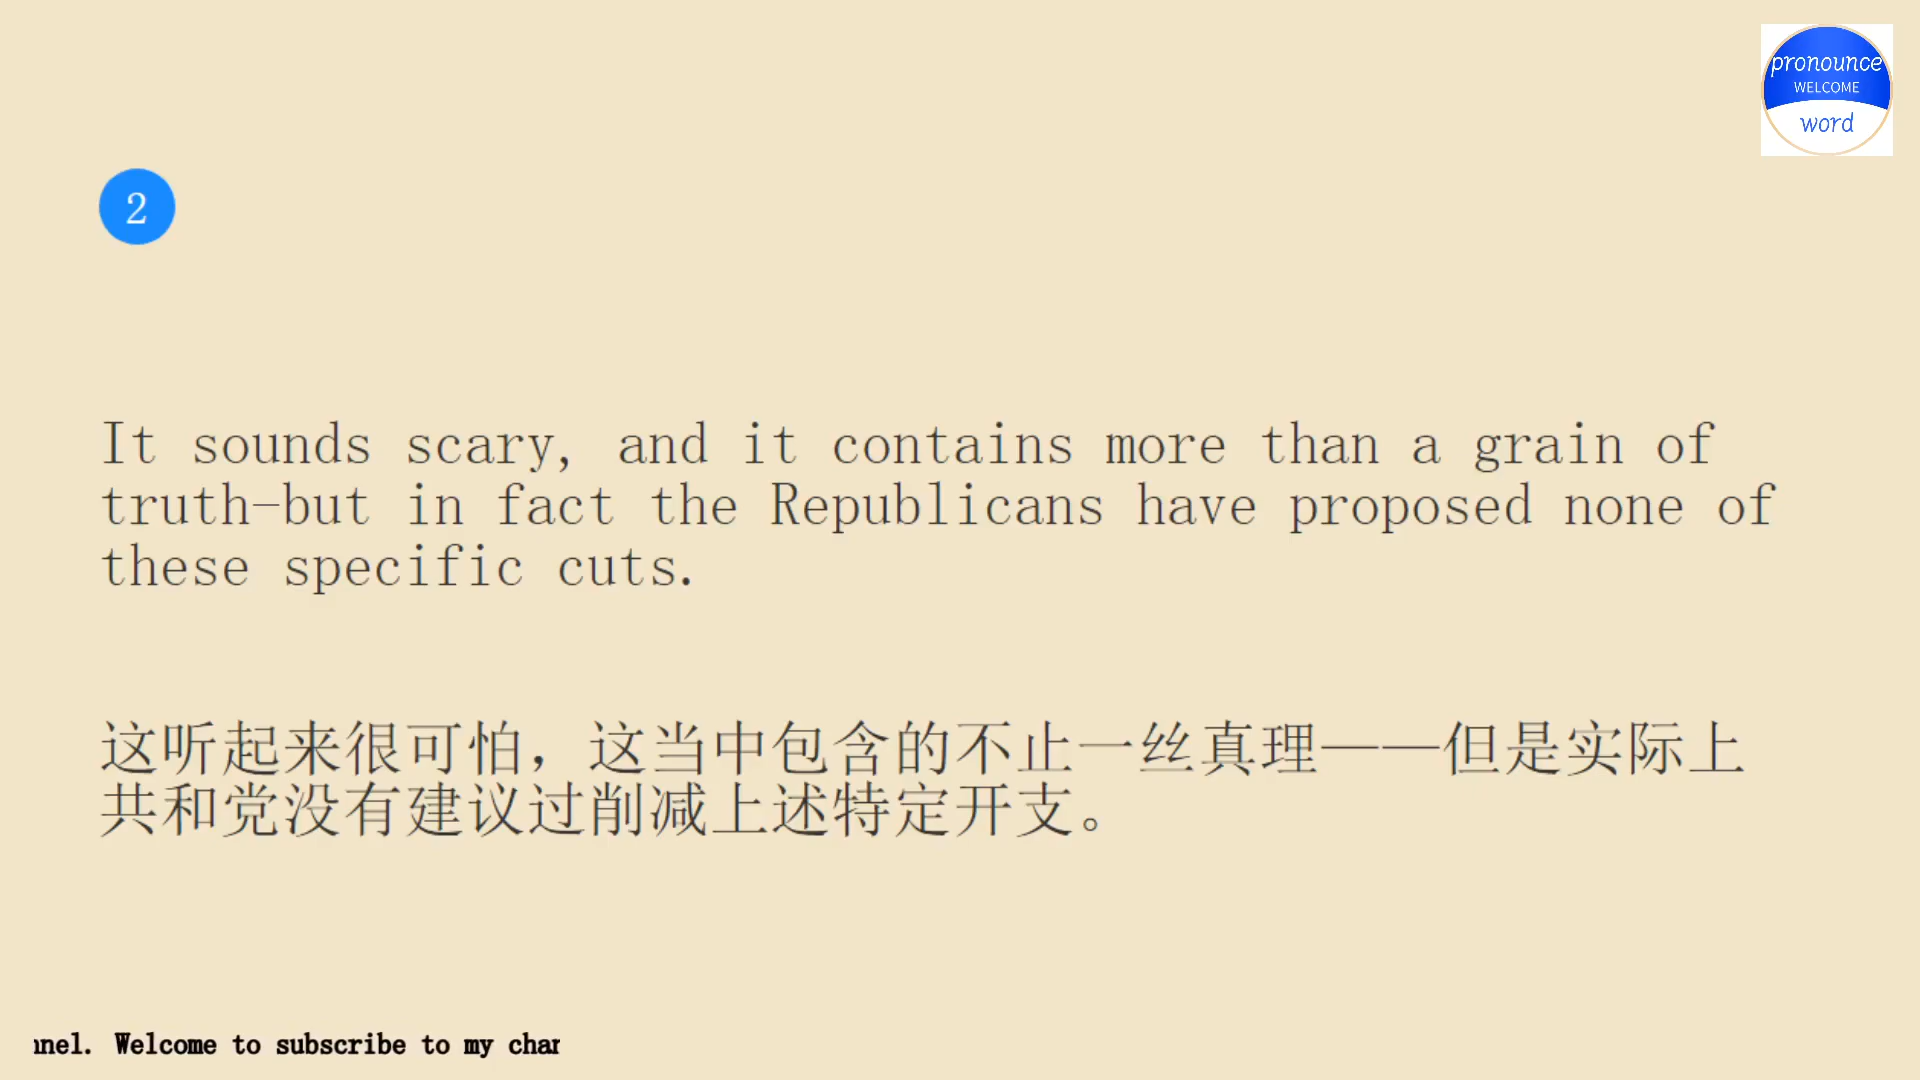 pronounce
WELCOME
word
2
It sounds scary, and it contains more than a grain of
truth-but in fact the Republicans have proposed none of
these specific cuts.
这听起来很可怕，这当中包含的不止一丝真理——但是实际上
共和党没有建议过削减上述特定开支。
nnel. Welcome to subscribe to my chan